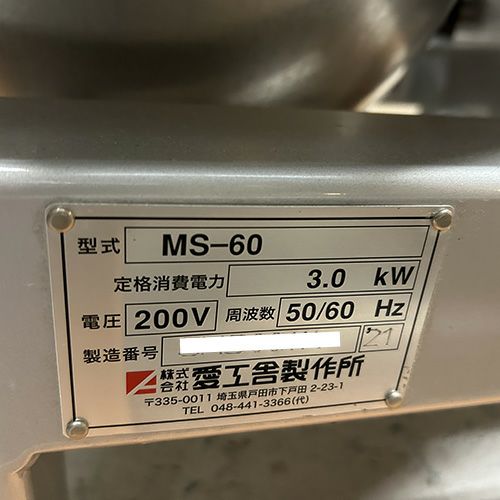 型式 MS-60
定格消費電力 3.0 kW
電圧 200V 周波数 50/60 Hz
製造番号 '21
株式会社 愛工舎製作所
〒335-0011 埼玉県戸田市下戸田 2-23-1
TEL 048-441-3366(代)